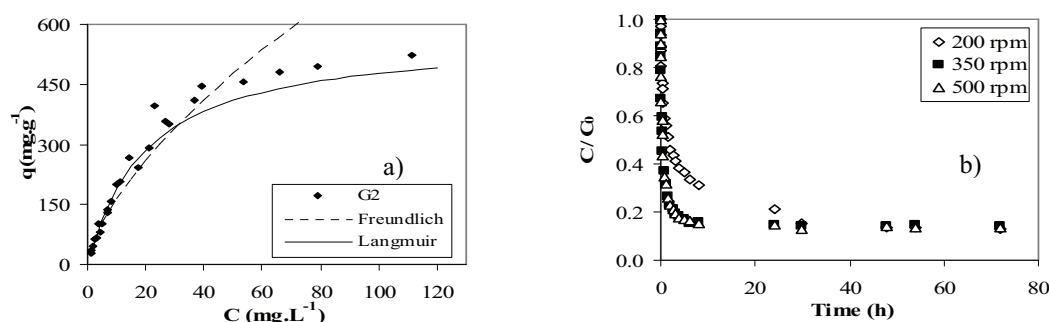 600
450
300
150
0
q(mg.g-1)
0 20 40 60 80 100 120
C (mg.L-1)
a)
G2
Freundlich
Langmuir
1.0
0.8
0.6
0.4
0.2
0.0
C/C0
0 20 40 60 80
Time (h)
b)
200 rpm
350 rpm
500 rpm